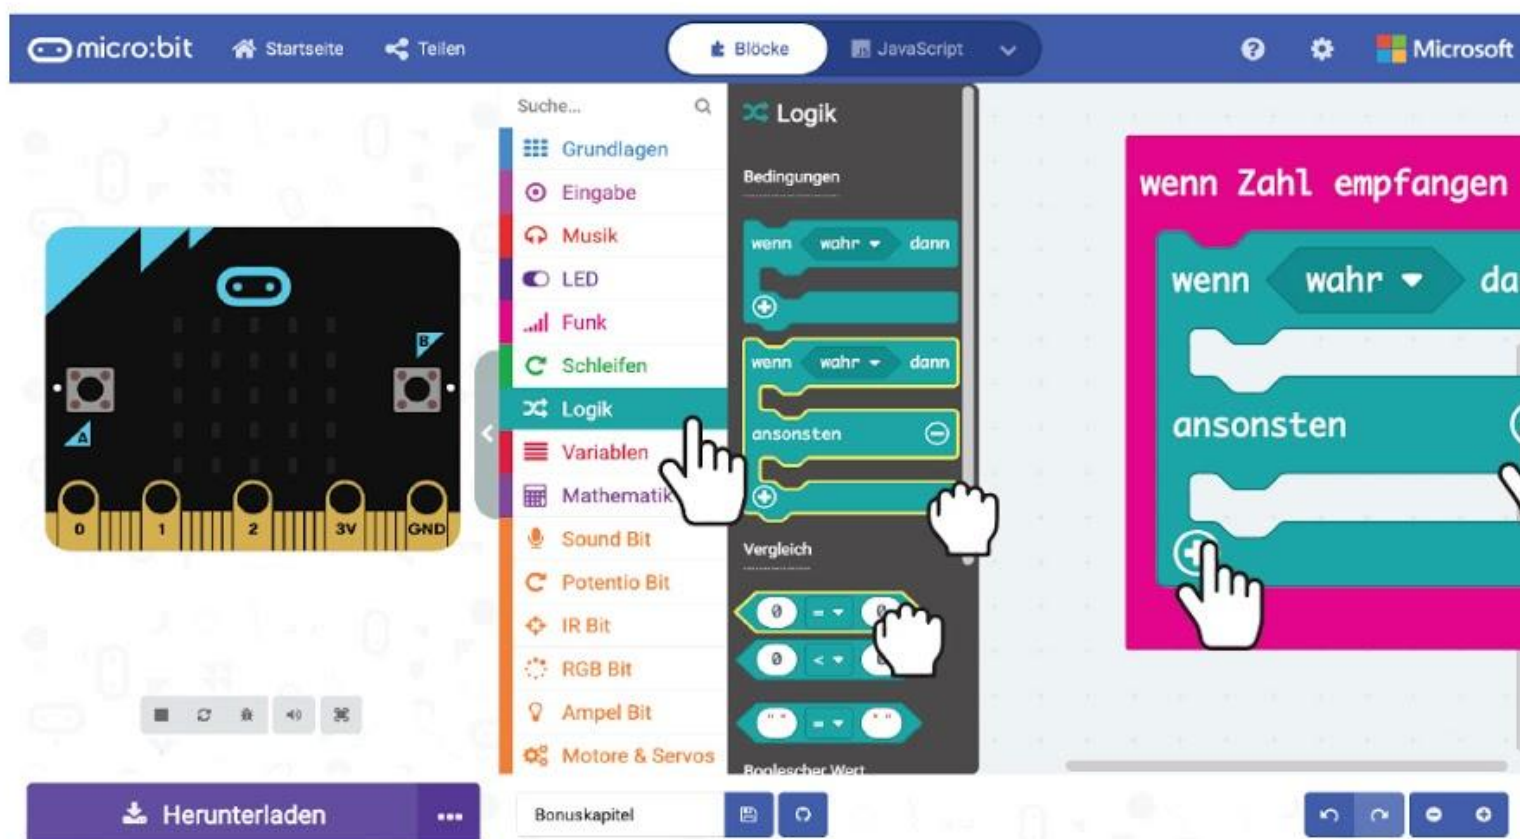 micro:bit Startseite Teilen Blöcke JavaScript Microsoft
Suche...
Grundlagen
Eingabe
Musik
LED
Funk
Schleifen
Logik
Variablen
Mathematik
Sound Bit
Potentio Bit
IR Bit
RGB Bit
Ampel Bit
Motore & Servos
Logik
Bedingungen
wenn wahr dann
wenn wahr dann
ansonsten
Vergleich
0 = 0
0 <
" " = " "
Boolescher Wert
wenn Zahl empfangen
wenn wahr da
ansonsten
B
A
0 1 2 3V GND
Herunterladen
Bonuskapitel